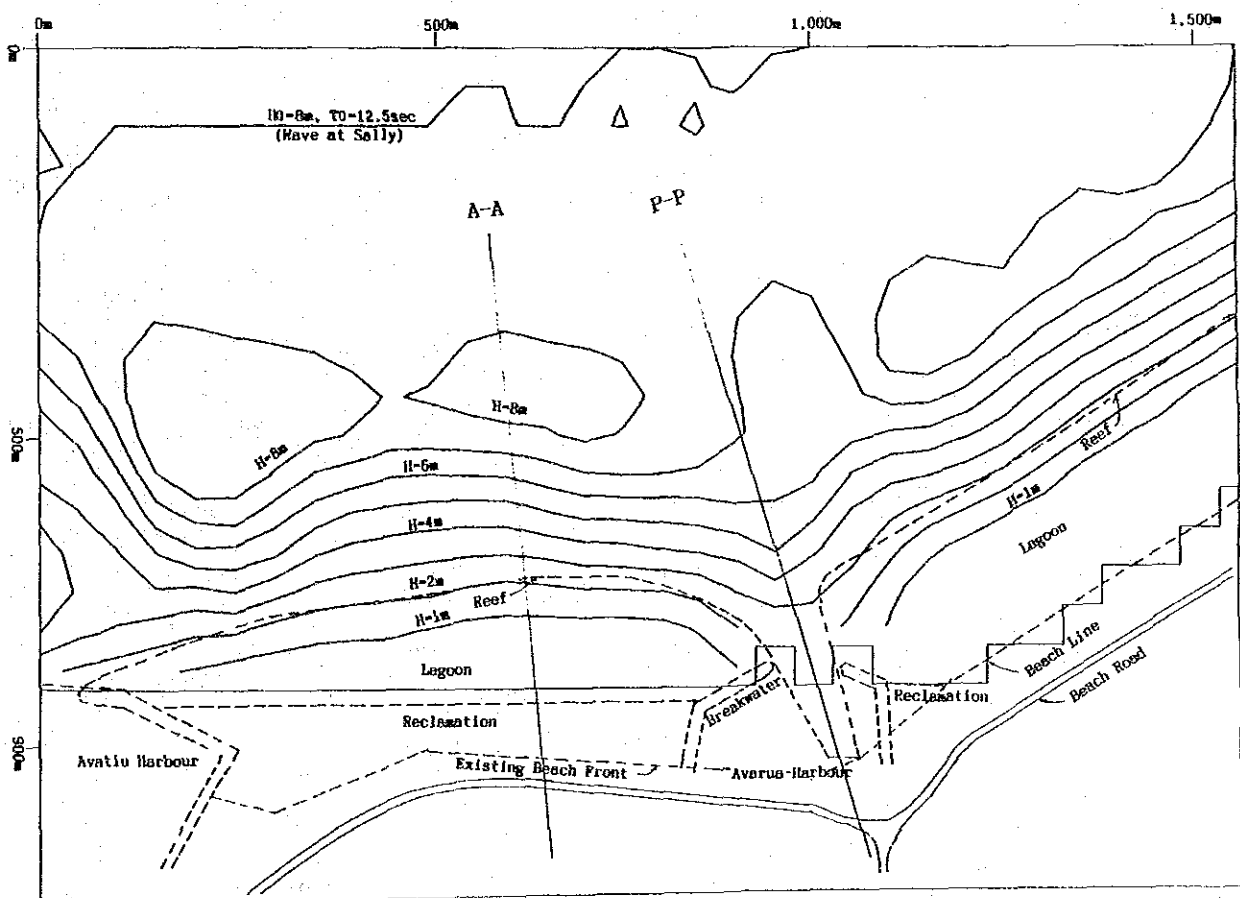 0m
500m
1,000m
1,500m
0m
H0=8m, T0=12.5sec
(Wave at Sally)
A-A
P-P
H=8m
H=8m
500m
H=6m
Reef
H=4m
H=1m
Lagoon
H=2m
Reef
H=1m
Lagoon
Beach Line
Beach Road
Breakwater
Reclamation
Reclamation
900m
Avatiu Harbour
Existing Beach Front
Avarua-Harbour